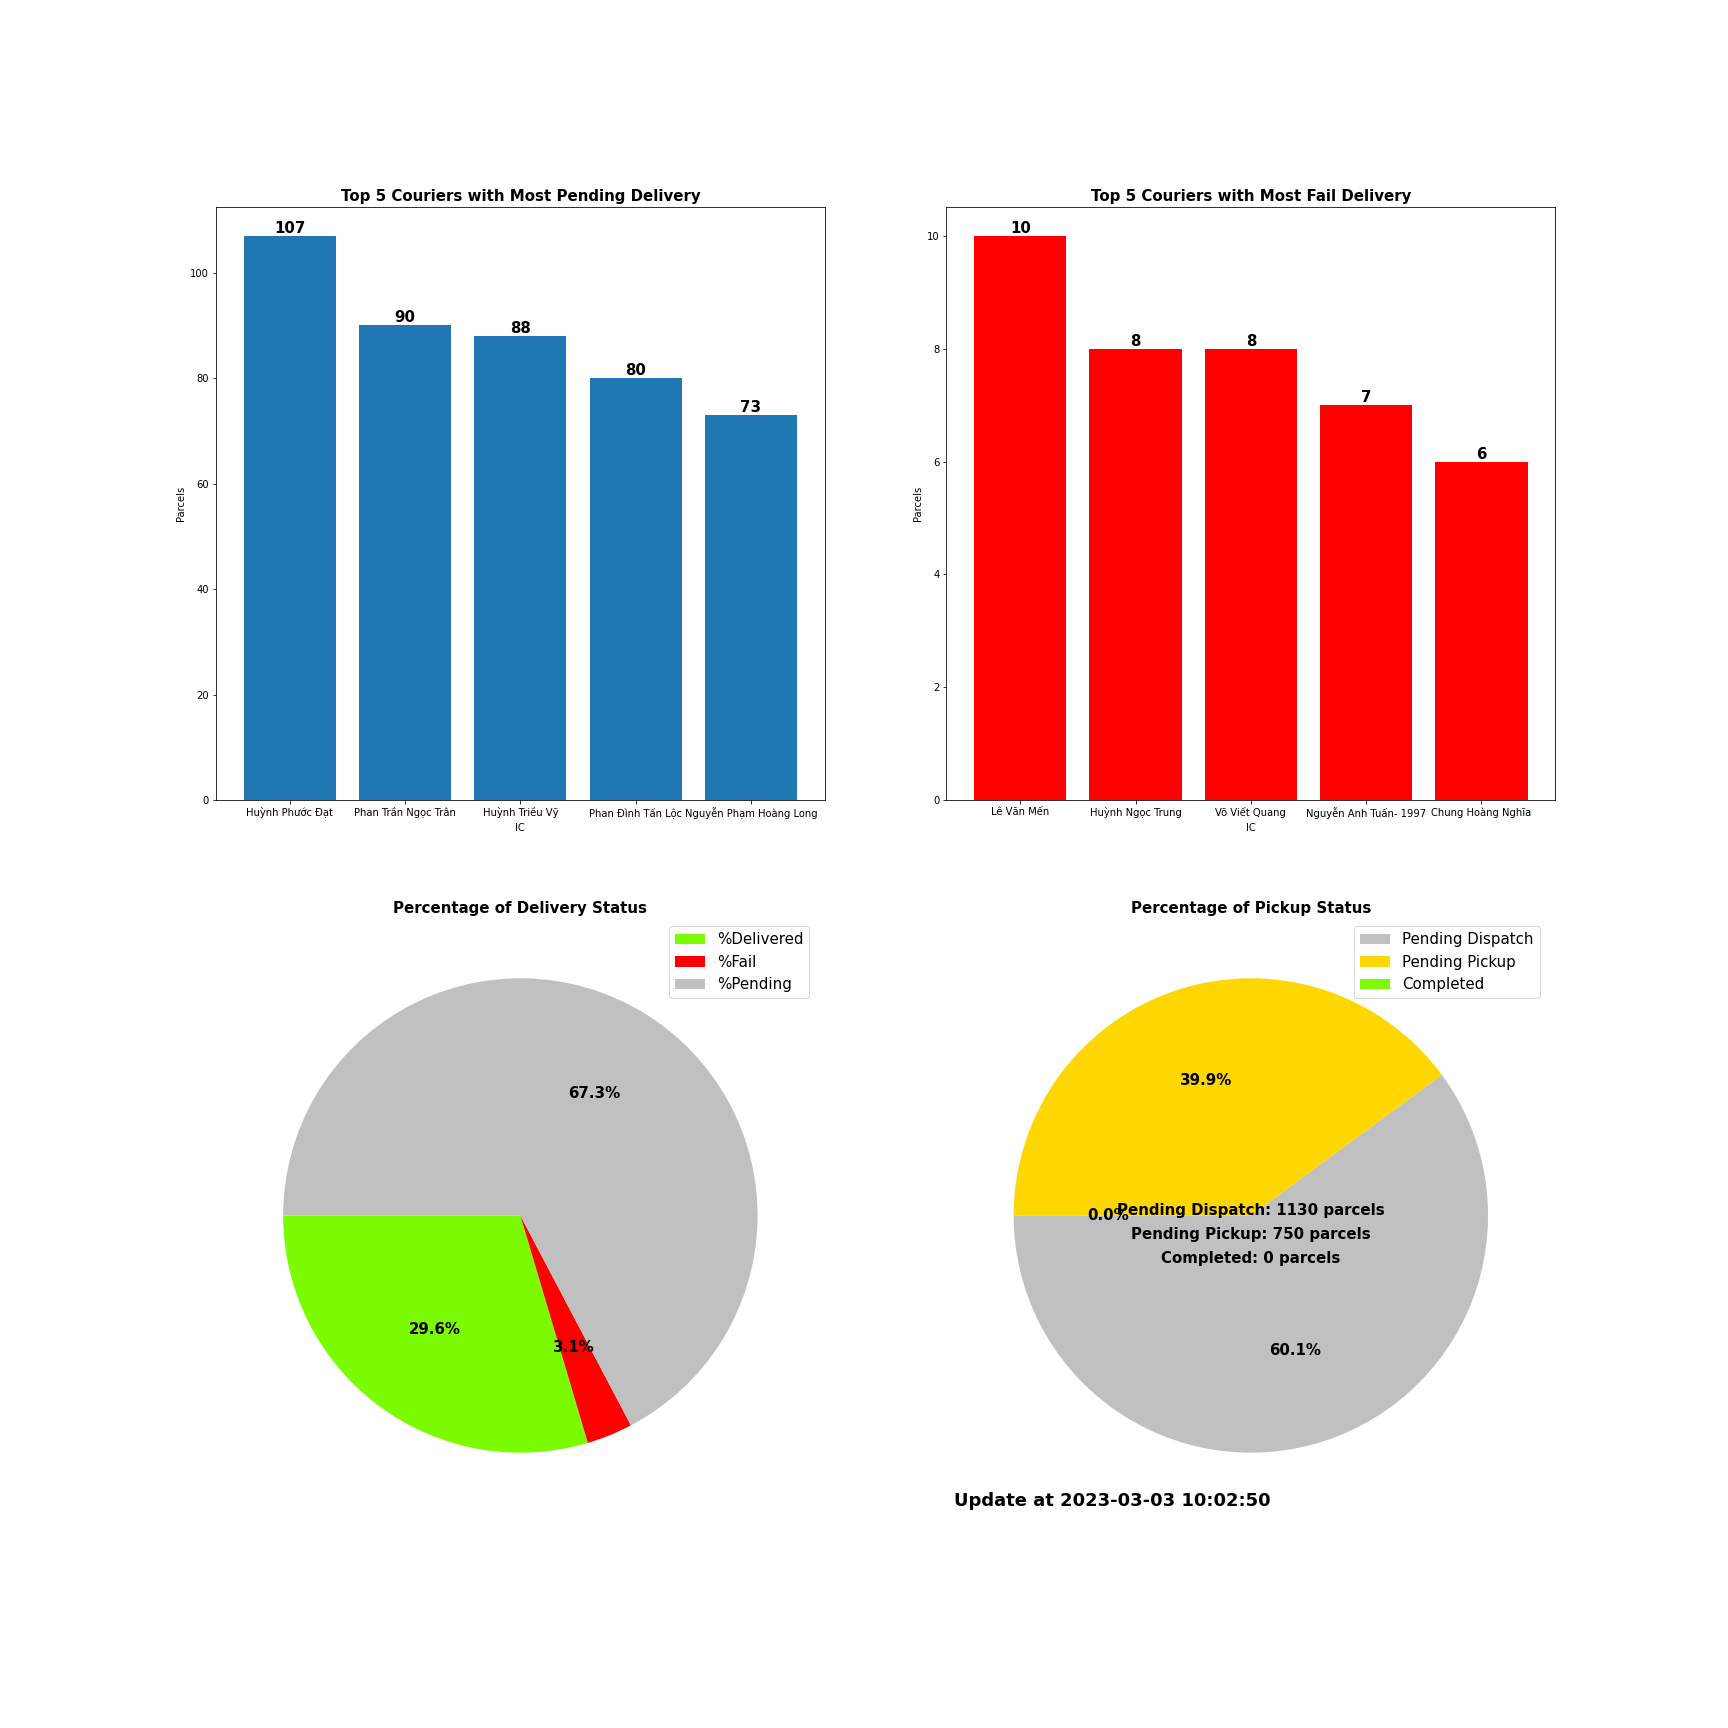 Top 5 Couriers with Most Pending Delivery
107
90
88
80
73
100
80
60
40
20
0
Parcels
Huỳnh Phước Đạt
Phan Trần Ngọc Trân
Huỳnh Triều Vỹ
Phan Đình Tấn Lộc
Nguyễn Phạm Hoàng Long
IC
Top 5 Couriers with Most Fail Delivery
10
8
8
7
6
10
8
6
4
2
0
Parcels
Lê Văn Mến
Huỳnh Ngọc Trung
Võ Viết Quang
Nguyễn Anh Tuấn- 1997
Chung Hoàng Nghĩa
IC
Percentage of Delivery Status
%Delivered
%Fail
%Pending
67.3%
29.6%
3.1%
Percentage of Pickup Status
Pending Dispatch
Pending Pickup
Completed
39.9%
0.0%
Pending Dispatch: 1130 parcels
Pending Pickup: 750 parcels
Completed: 0 parcels
60.1%
Update at 2023-03-03 10:02:50